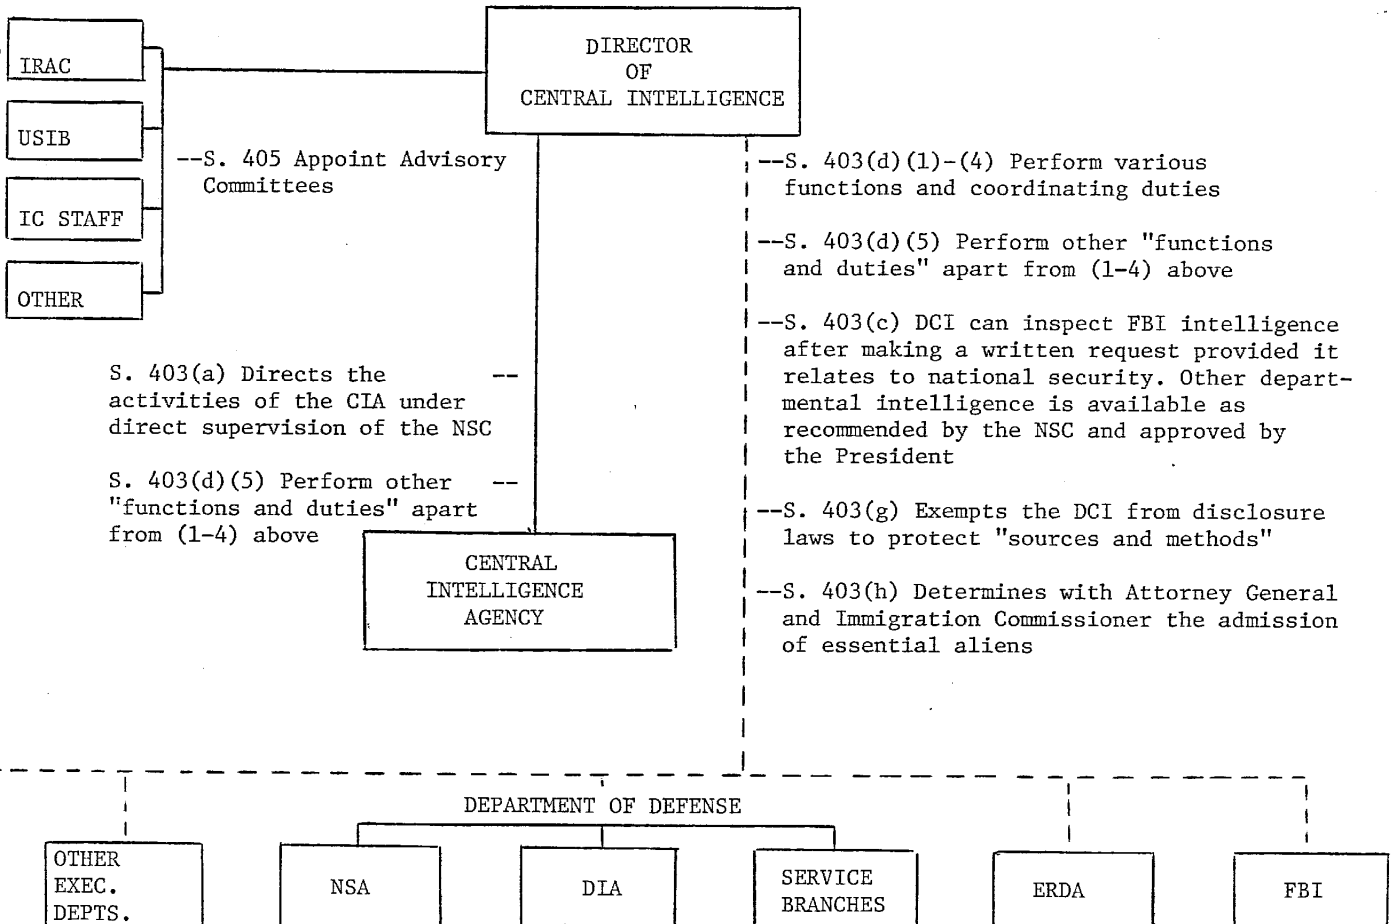 DIRECTOR
OF
CENTRAL INTELLIGENCE
IRAC
USIB
IC STAFF
OTHER
--S. 405 Appoint Advisory
Committees
--S. 403(d)(1)-(4) Perform various
functions and coordinating duties
--S. 403(d)(5) Perform other "functions
and duties" apart from (1-4) above
--S. 403(c) DCI can inspect FBI intelligence
after making a written request provided it
relates to national security. Other depart-
mental intelligence is available as
recommended by the NSC and approved by
the President
--S. 403(g) Exempts the DCI from disclosure
laws to protect "sources and methods"
--S. 403(h) Determines with Attorney General
and Immigration Commissioner the admission
of essential aliens
S. 403(a) Directs the --
activities of the CIA under
direct supervision of the NSC
S. 403(d)(5) Perform other --
"functions and duties" apart
from (1-4) above
CENTRAL
INTELLIGENCE
AGENCY
DEPARTMENT OF DEFENSE
OTHER
EXEC.
DEPTS.
NSA
DIA
SERVICE
BRANCHES
ERDA
FBI